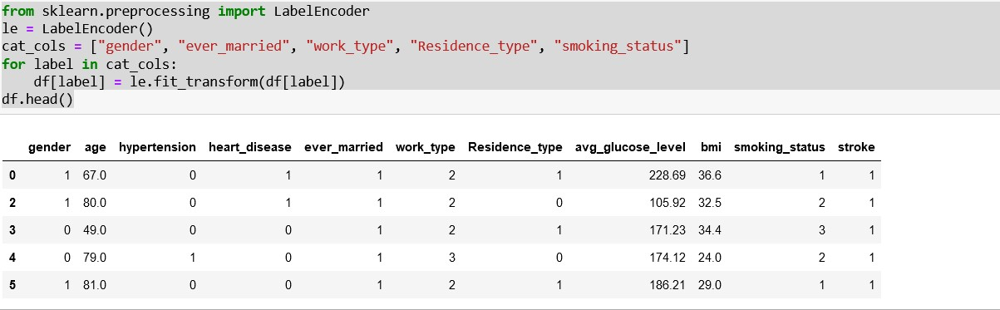 from sklearn.preprocessing import LabelEncoder
le = LabelEncoder()
cat_cols = ["gender", "ever_married", "work_type", "Residence_type", "smoking_status"]
for label in cat_cols:
    df[label] = le.fit_transform(df[label])
df.head()
gender age hypertension heart_disease ever_married work_type Residence_type avg_glucose_level bmi smoking_status stroke
0 1 67.0 0 1 1 2 1 228.69 36.6 1 1
2 1 80.0 0 1 1 2 0 105.92 32.5 2 1
3 0 49.0 0 0 1 2 1 171.23 34.4 3 1
4 0 79.0 1 0 1 3 0 174.12 24.0 2 1
5 1 81.0 0 0 1 2 1 186.21 29.0 1 1